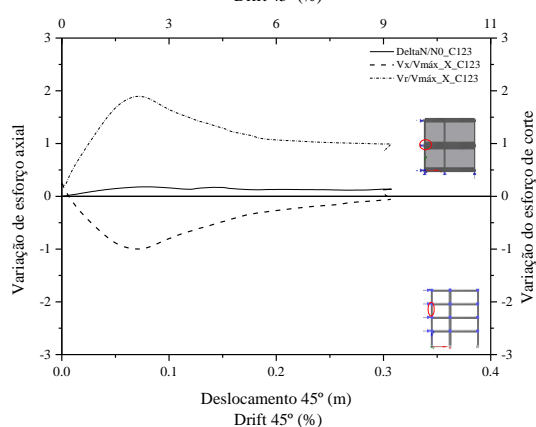 Drift 45º (%)
0 3 6 9 11
DeltaN/N0_X_C123
Vx/Vmáx_X_C123
Vr/Vmáx_X_C123
3 3
2 2
1 1
0 0
-1 -1
-2 -2
-3 -3
Variação de esforço axial
Variação do esforço de corte
0.0 0.1 0.2 0.3 0.4
Deslocamento 45º (m)
Drift 45º (%)